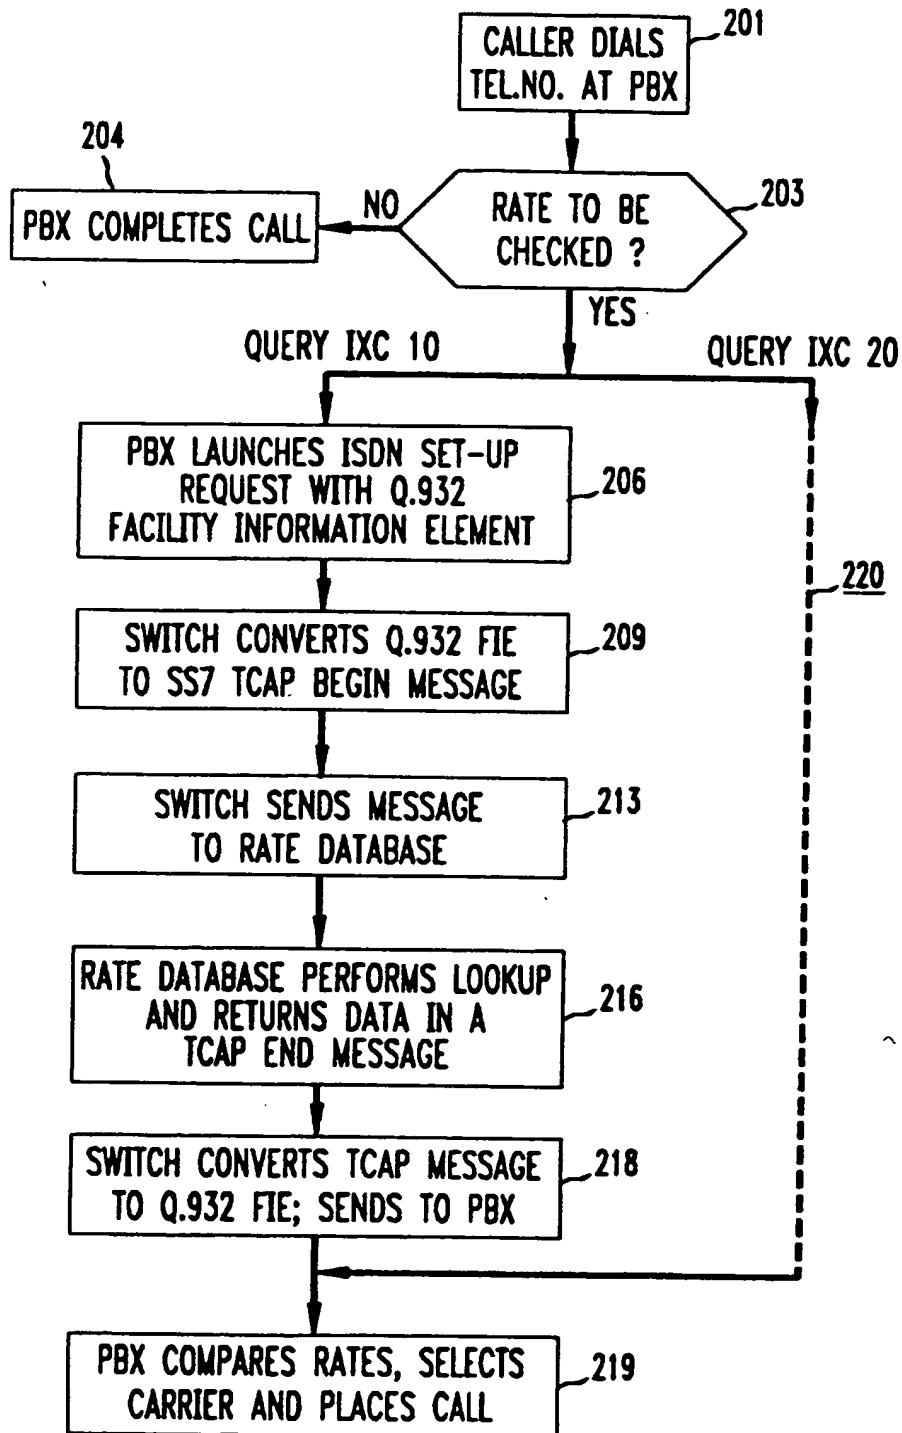 201
CALLER DIALS
TEL.NO. AT PBX
204
NO
203
RATE TO BE
CHECKED ?
PBX COMPLETES CALL
YES
QUERY IXC 10
QUERY IXC 20
PBX LAUNCHES ISDN SET-UP
REQUEST WITH Q.932
FACILITY INFORMATION ELEMENT
206
220
SWITCH CONVERTS Q.932 FIE
TO SS7 TCAP BEGIN MESSAGE
209
SWITCH SENDS MESSAGE
TO RATE DATABASE
213
RATE DATABASE PERFORMS LOOKUP
AND RETURNS DATA IN A
TCAP END MESSAGE
216
SWITCH CONVERTS TCAP MESSAGE
TO Q.932 FIE; SENDS TO PBX
218
PBX COMPARES RATES, SELECTS
CARRIER AND PLACES CALL
219